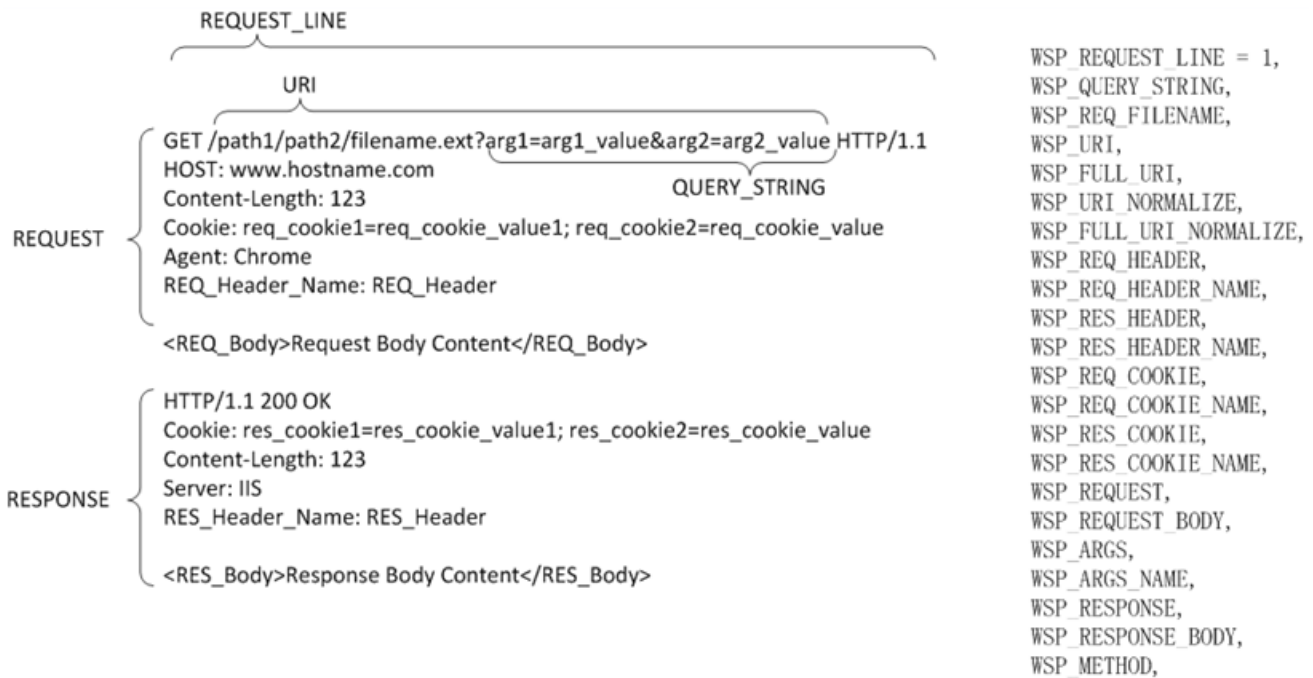 REQUEST_LINE
URI
GET /path1/path2/filename.ext?arg1=arg1_value&arg2=arg2_value HTTP/1.1
HOST: www.hostname.com
QUERY_STRING
Content-Length: 123
Cookie: req_cookie1=req_cookie_value1; req_cookie2=req_cookie_value
REQUEST
Agent: Chrome
REQ_Header_Name: REQ_Header
<REQ_Body>Request Body Content</REQ_Body>
HTTP/1.1 200 OK
Cookie: res_cookie1=res_cookie_value1; res_cookie2=res_cookie_value
Content-Length: 123
Server: IIS
RESPONSE
RES_Header_Name: RES_Header
<RES_Body>Response Body Content</RES_Body>
WSP_REQUEST_LINE = 1,
WSP_QUERY_STRING,
WSP_REQ_FILENAME,
WSP_URI,
WSP_FULL_URI,
WSP_URI_NORMALIZE,
WSP_FULL_URI_NORMALIZE,
WSP_REQ_HEADER,
WSP_REQ_HEADER_NAME,
WSP_RES_HEADER,
WSP_RES_HEADER_NAME,
WSP_REQ_COOKIE,
WSP_REQ_COOKIE_NAME,
WSP_RES_COOKIE,
WSP_RES_COOKIE_NAME,
WSP_REQUEST,
WSP_REQUEST_BODY,
WSP_ARGS,
WSP_ARGS_NAME,
WSP_RESPONSE,
WSP_RESPONSE_BODY,
WSP_METHOD,